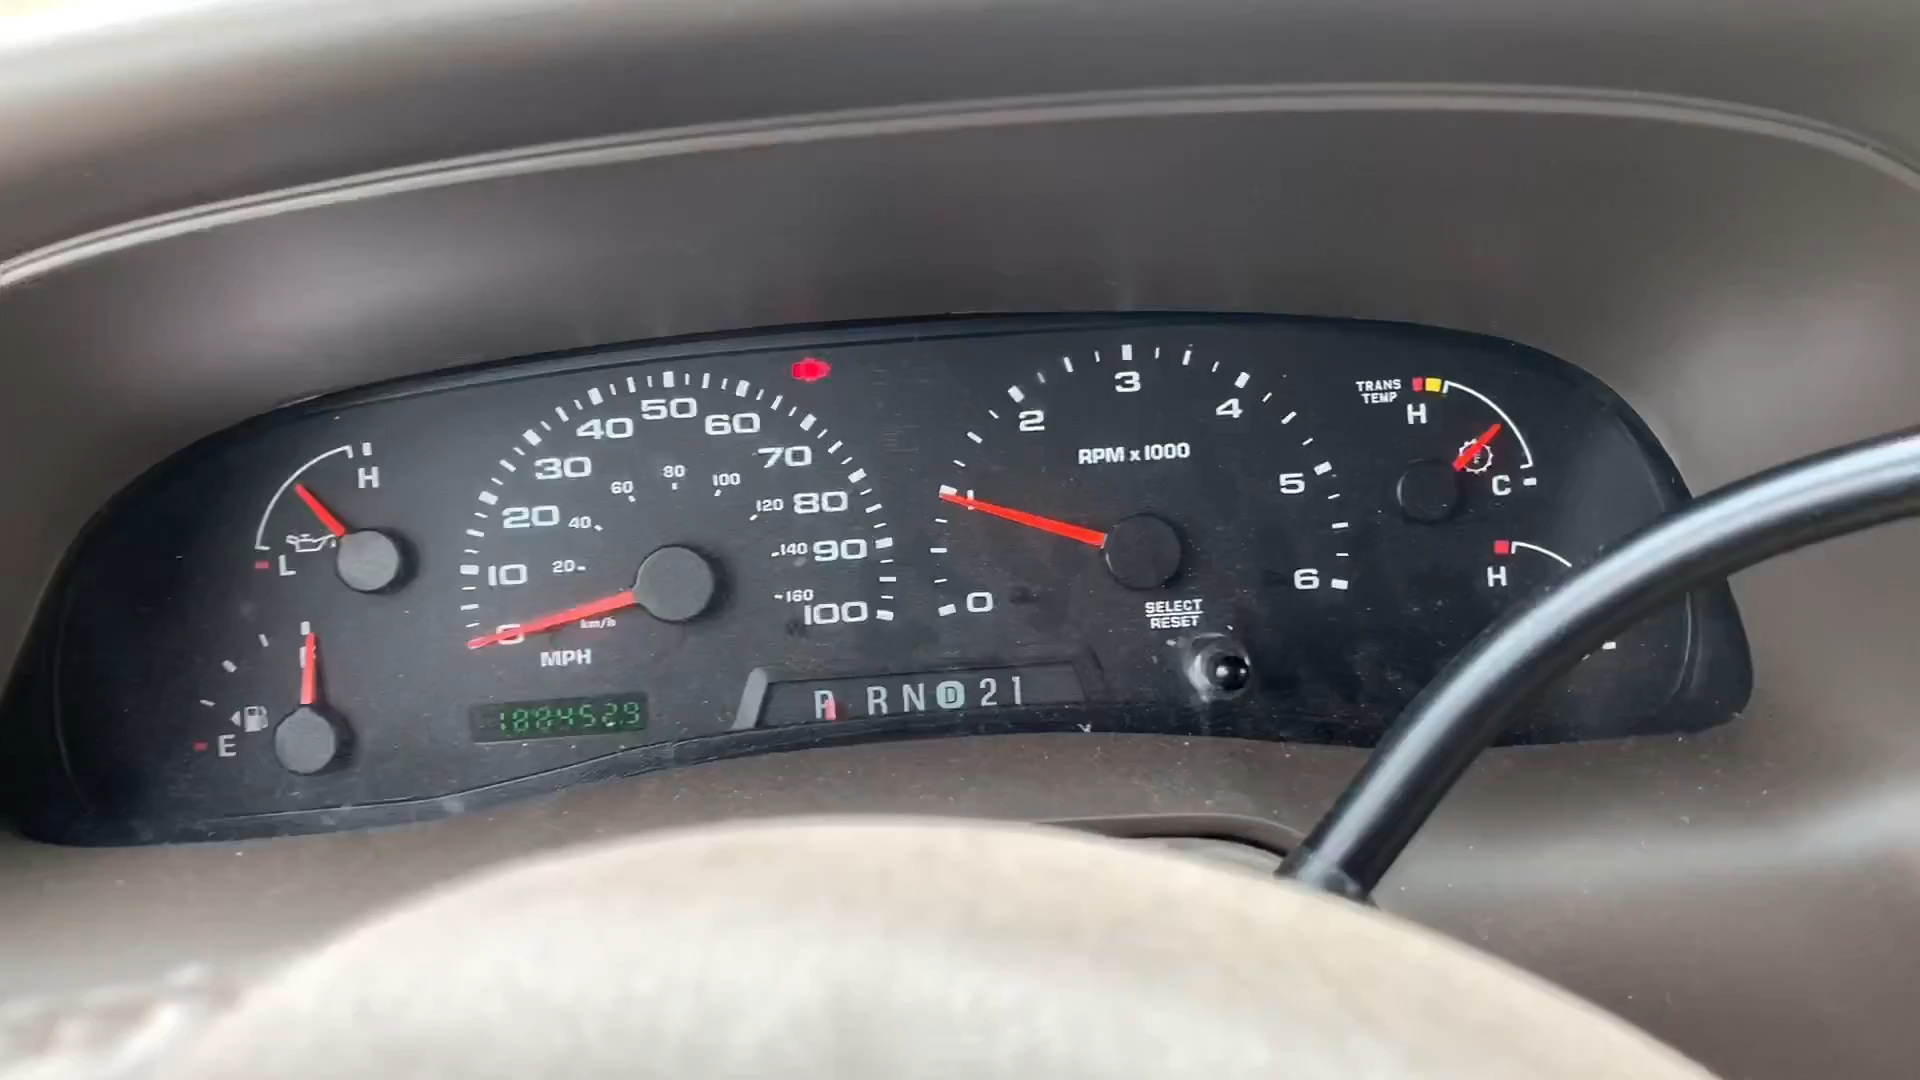 H
L
F
E
0 10 20 30 40 50 60 70 80 90 100
20 40 60 80 100 120 140 160
km/h
MPH
P R N D 2 1
0 1 2 3 4 5 6
RPM x 1000
SELECT
RESET
TRANS
TEMP
H
C
H